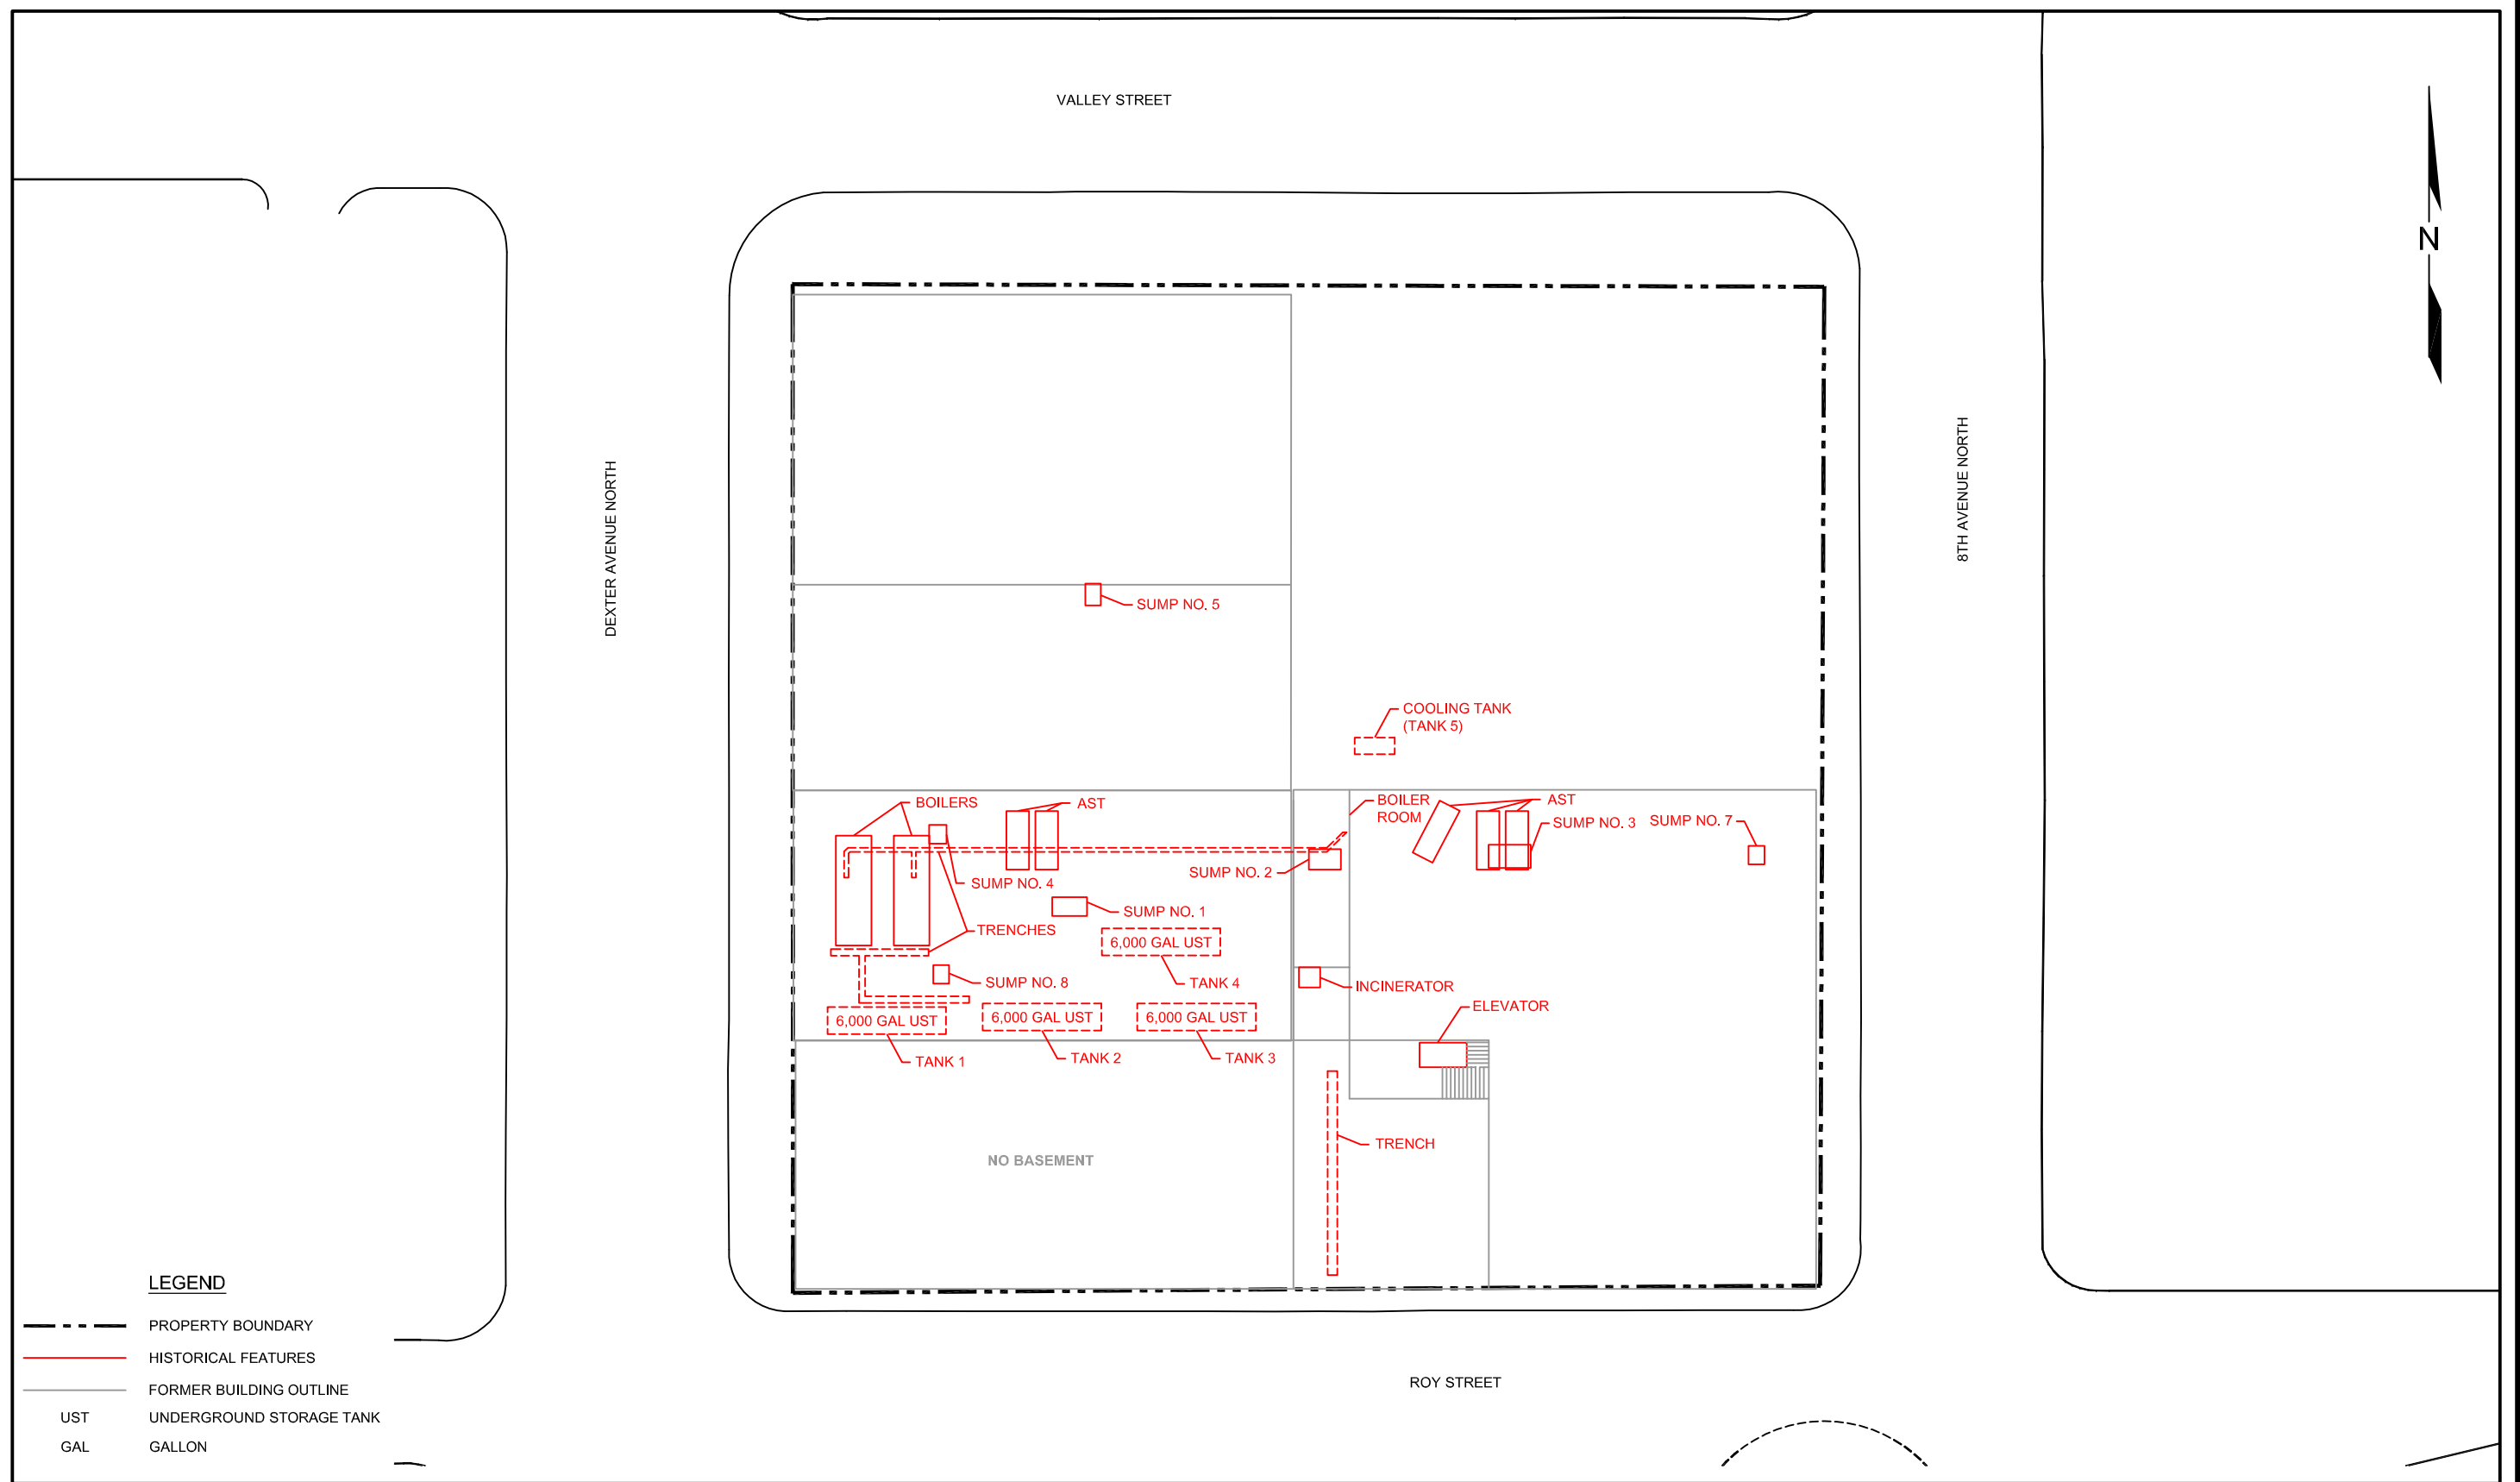 VALLEY STREET
N
DEXTER AVENUE NORTH
8TH AVENUE NORTH
SUMP NO. 5
COOLING TANK
(TANK 5)
BOILERS
AST
BOILER
ROOM
AST
SUMP NO. 3
SUMP NO. 7
SUMP NO. 2
SUMP NO. 4
SUMP NO. 1
TRENCHES
6,000 GAL UST
TANK 4
SUMP NO. 8
INCINERATOR
ELEVATOR
6,000 GAL UST
6,000 GAL UST
6,000 GAL UST
TANK 1
TANK 2
TANK 3
TRENCH
NO BASEMENT
LEGEND
PROPERTY BOUNDARY
HISTORICAL FEATURES
FORMER BUILDING OUTLINE
UST UNDERGROUND STORAGE TANK
GAL GALLON
ROY STREET